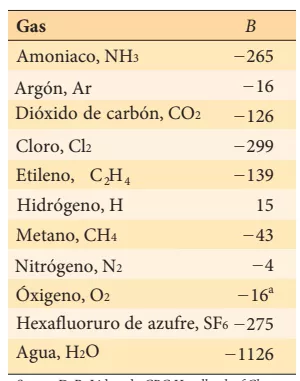 Gas B
Amoniaco, NH3 −265
Argón, Ar −16
Dióxido de carbón, CO2 −126
Cloro, Cl2 −299
Etileno, C2H4 −139
Hidrógeno, H 15
Metano, CH4 −43
Nitrógeno, N2 −4
Óxigeno, O2 −16a
Hexafluoruro de azufre, SF6 −275
Agua, H2O −1126